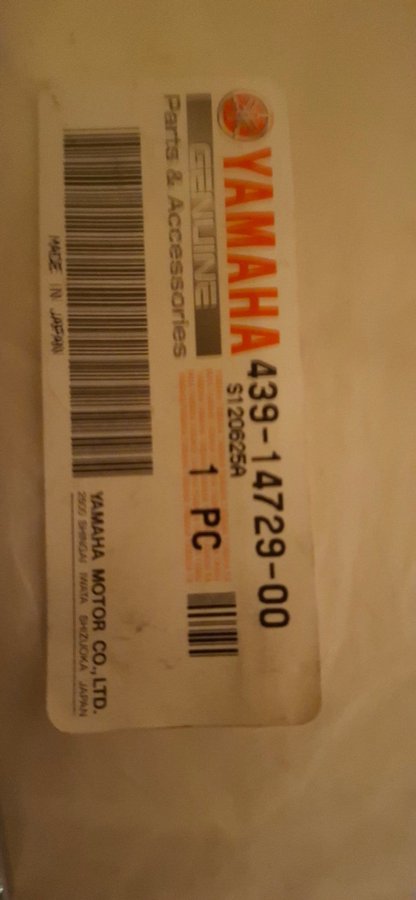 YAMAHA
GENUINE
Parts & Accessories
439-14729-00
S120625A
1 PC
MADE IN JAPAN
YAMAHA MOTOR CO., LTD.
2500 SHINGAI IWATA SHIZUOKA JAPAN